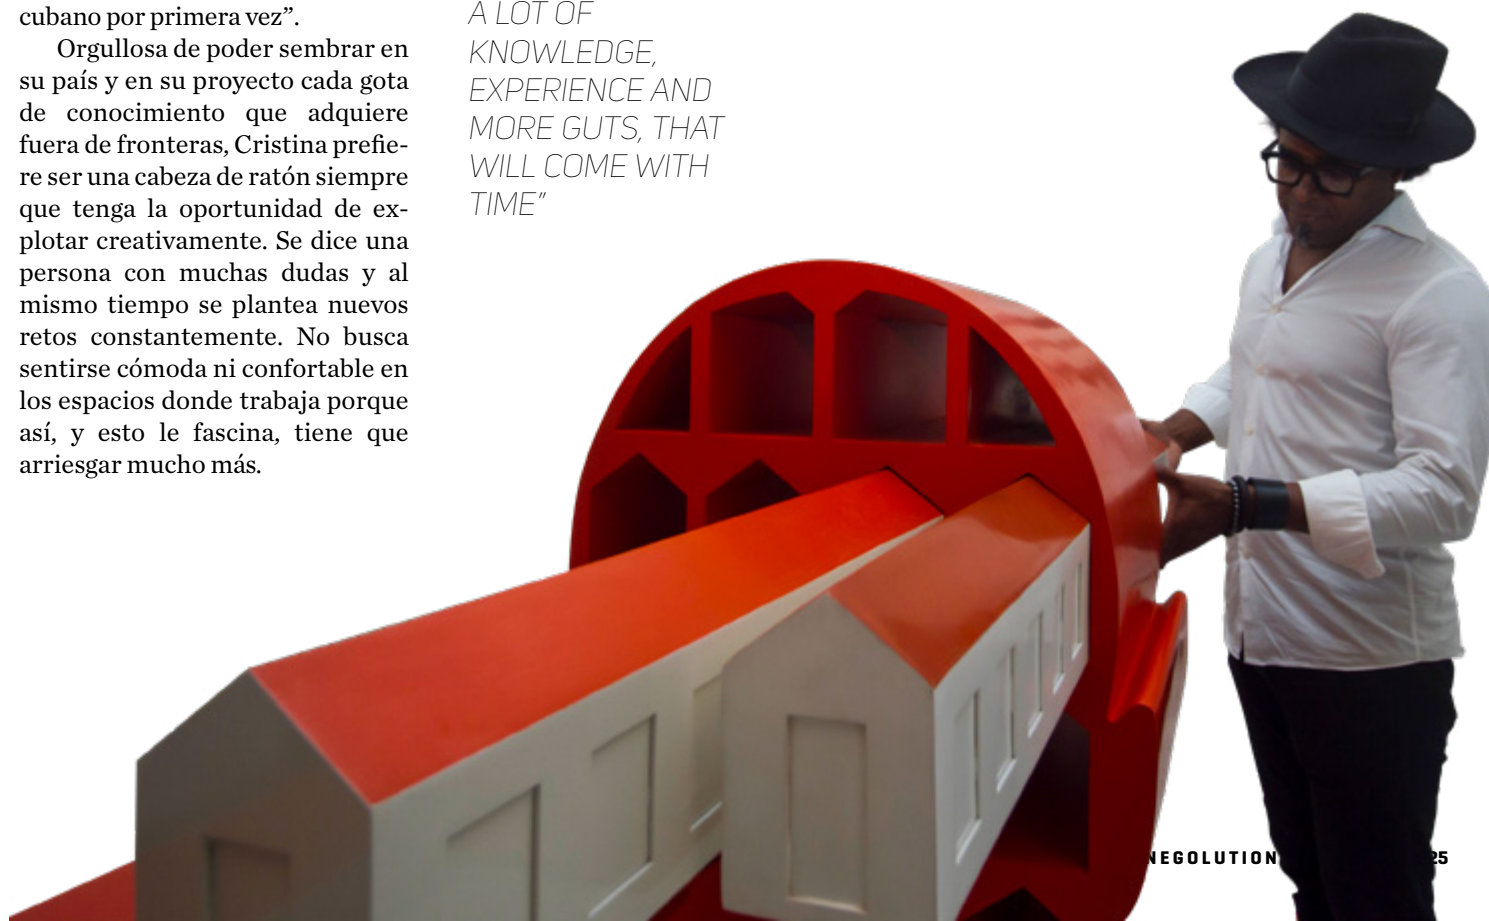 cubano por primera vez”.
Orgullosa de poder sembrar en
su país y en su proyecto cada gota
de conocimiento que adquiere
fuera de fronteras, Cristina prefie-
re ser una cabeza de ratón siempre
que tenga la oportunidad de ex-
plotar creativamente. Se dice una
persona con muchas dudas y al
mismo tiempo se plantea nuevos
retos constantemente. No busca
sentirse cómoda ni confortable en
los espacios donde trabaja porque
así, y esto le fascina, tiene que
arriesgar mucho más.
A LOT OF
KNOWLEDGE,
EXPERIENCE AND
MORE GUTS, THAT
WILL COME WITH
TIME”
NEGOLUTION
25